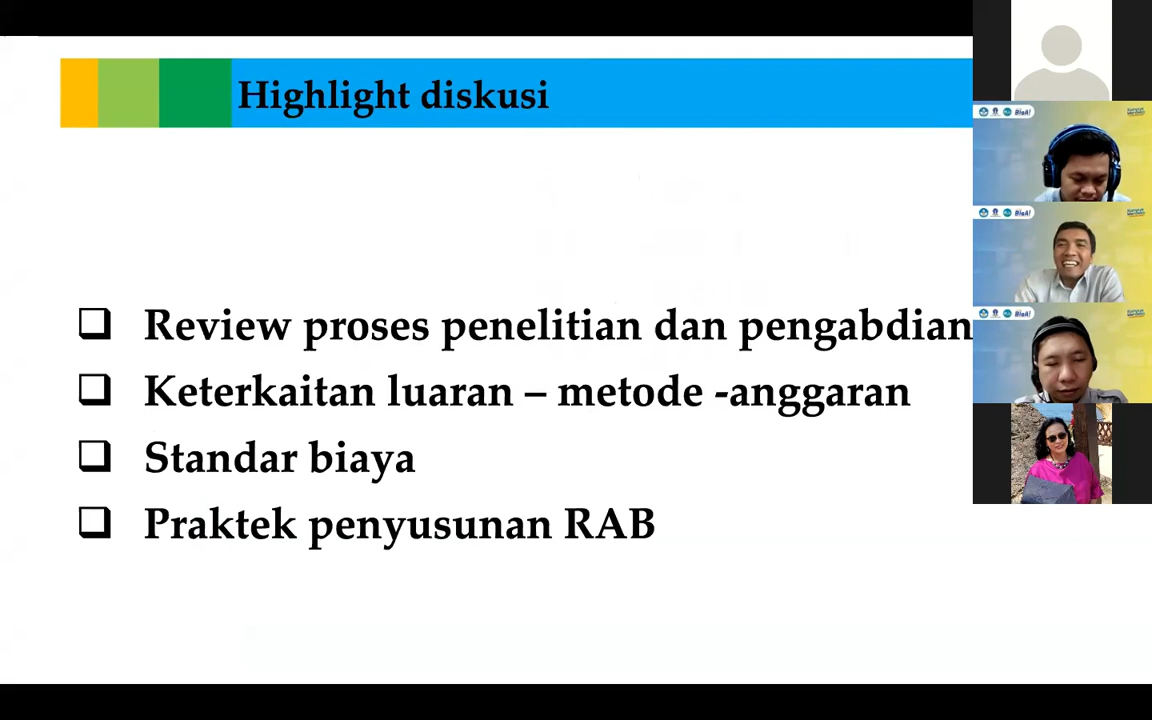 Highlight diskusi
Review proses penelitian dan pengabdian
Keterkaitan luaran – metode -anggaran
Standar biaya
Praktek penyusunan RAB